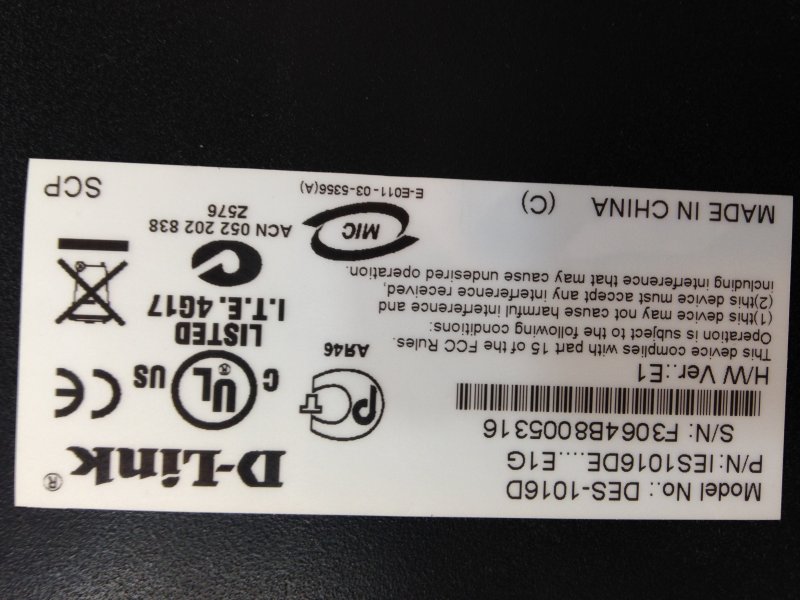 Model No.: DES-1016D
P/N:IES1016DE....E1G
S/N: F3064B8005316
H/W Ver.:E1
This device complies with part 15 of the FCC Rules.
Operation is subject to the following conditions:
(1)this device may not cause harmful interference and
(2)this device must accept any interference received,
including interference that may cause undesired operation.
MADE IN CHINA (C)
D-Link®
PCT
АЯ46
C UL® US
LISTED
I.T.E. 4G17
CE
MIC
E-E011-03-5356(A)
ACN 052 202 838
Z576
SCP